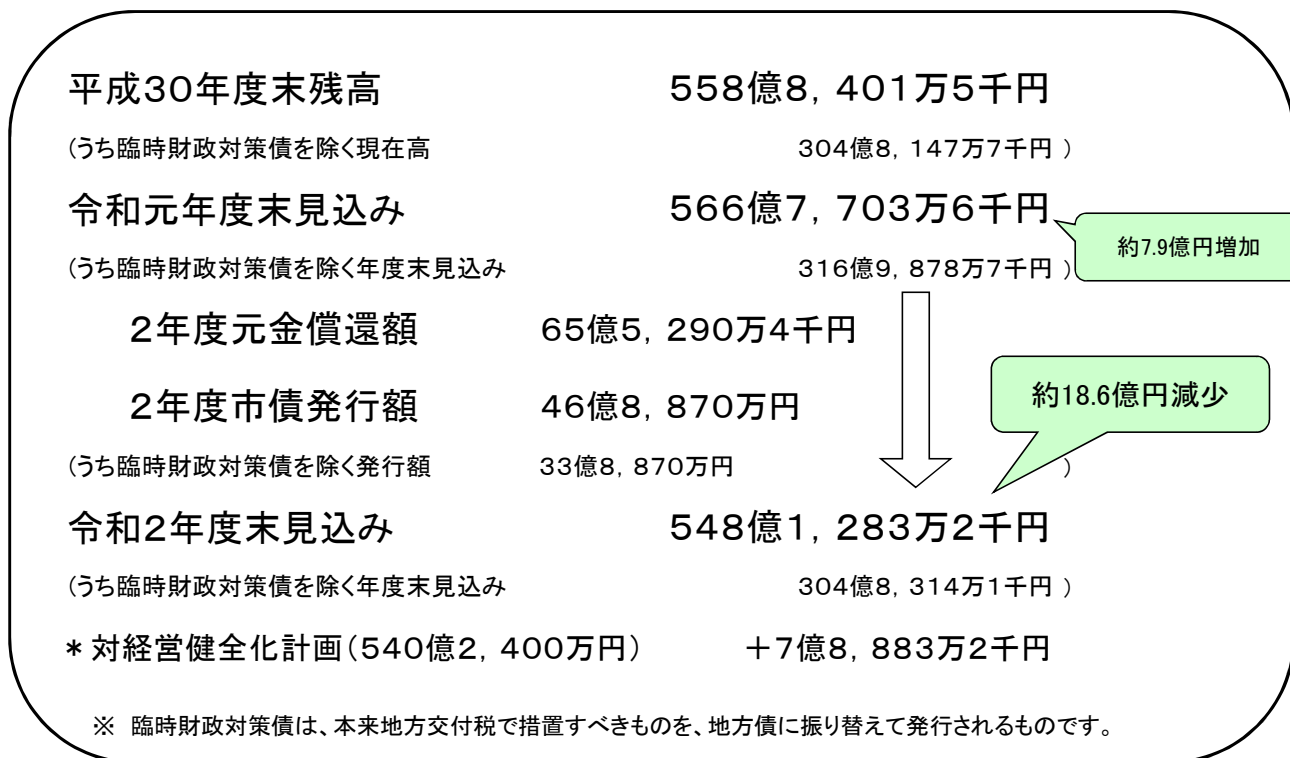 平成30年度末残高 558億8，401万5千円
（うち臨時財政対策債を除く現在高 304億8，147万7千円 ）
令和元年度末見込み 566億7，703万6千円
約7.9億円増加
（うち臨時財政対策債を除く年度末見込み 316億9，878万7千円 ）
2年度元金償還額 65億5，290万4千円
2年度市債発行額 46億8，870万円
約18.6億円減少
（うち臨時財政対策債を除く発行額 33億8，870万円 ）
令和2年度末見込み 548億1，283万2千円
（うち臨時財政対策債を除く年度末見込み 304億8，314万1千円 ）
＊対経営健全化計画（540億2，400万円） ＋7億8，883万2千円
※ 臨時財政対策債は、本来地方交付税で措置すべきものを、地方債に振り替えて発行されるものです。